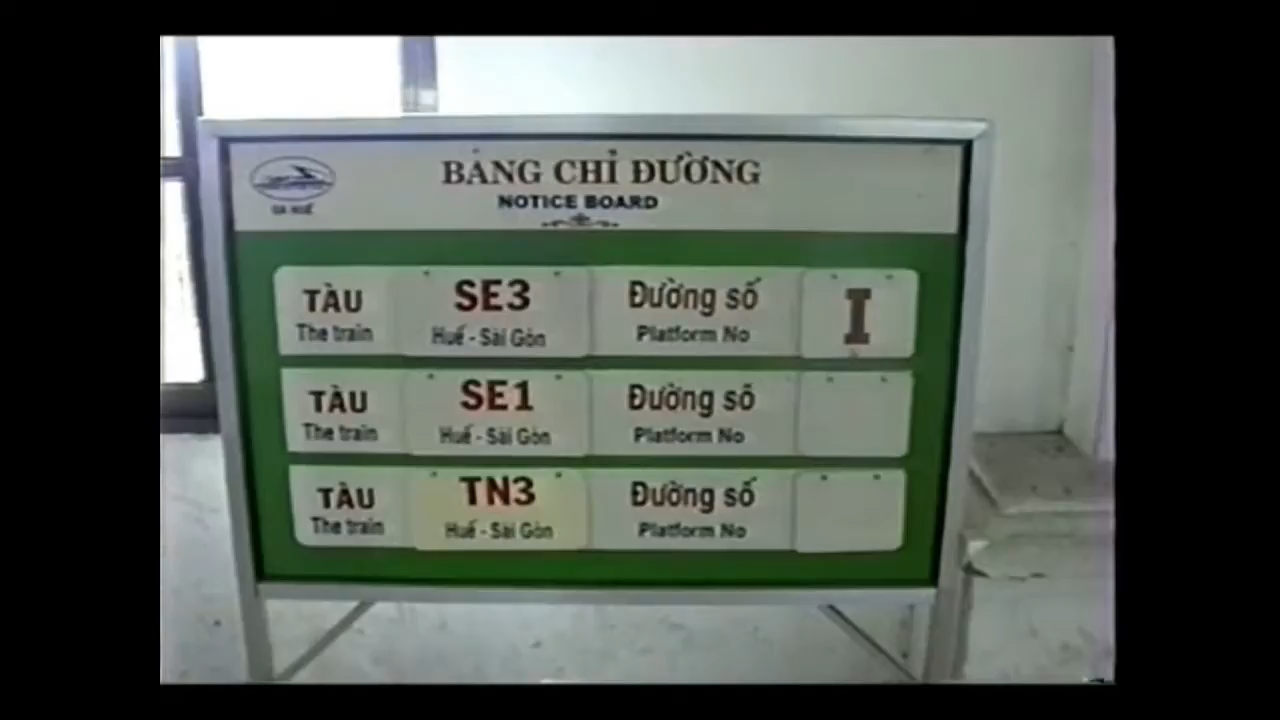 BẢNG CHỈ ĐƯỜNG
NOTICE BOARD
GA HUẾ
TÀU SE3 Đường số I
The train Huế - Sài Gòn Platform No
TÀU SE1 Đường số
The train Huế - Sài Gòn Platform No
TÀU TN3 Đường số
The train Huế - Sài Gòn Platform No